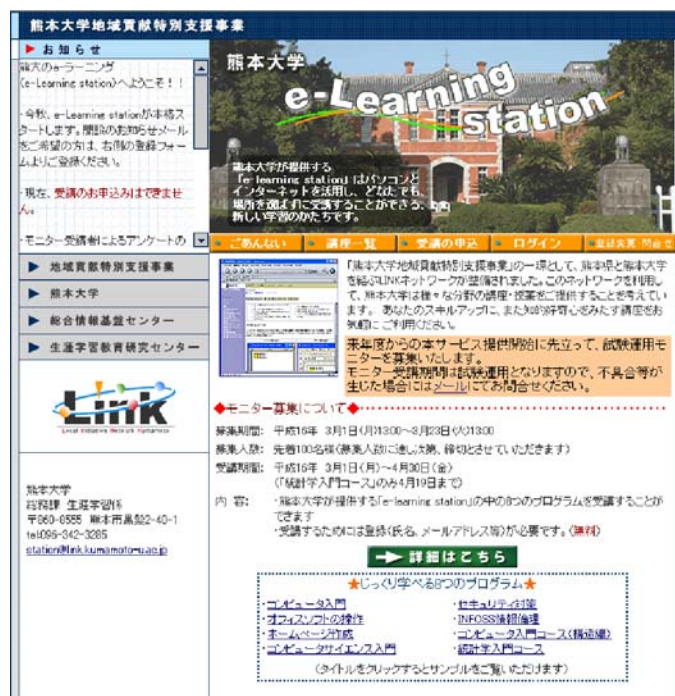 熊本大学地域貢献特別支援事業
お知らせ
熊大のe-ラーニング
(e-Learning station)へようこそ！！
・今秋、e-Learning stationが本格ス
タートします。開設のお知らせメール
をご希望の方は、右側の登録フォー
ムよりご登録ください。
・現在、受講のお申込みはできませ
ん。
・モニター受講者によるアンケートの
地域貢献特別支援事業
熊本大学
総合情報基盤センター
生涯学習教育研究センター
Link
Local Initiative Network Kumamoto
熊本大学
総務課 生涯学習係
〒860-8555 熊本市黒髪2-40-1
tel:096-342-3285
station@link.kumamoto-u.ac.jp
熊本大学
e-Learning
station
熊本大学が提供する
「e-learning station」はパソコンと
インターネットを活用し、どなたでも、
場所を選ばずに受講することができる、
新しい学習のかたちです。
ごあんない
講座一覧
受講の申込
ログイン
登録変更・問合せ
「熊本大学地域貢献特別支援事業」の一環として、熊本県と熊本大学
を結ぶLINKネットワークが整備されました。このネットワークを利用し
て、熊本大学は様々な分野の講座・授業をご提供することを考えてい
ます。 あなたのスキルアップに、また知的好奇心をみたす講座をお
気軽にご利用ください。
来年度からの本サービス提供開始に先立って、試験運用モ
ニターを募集いたします。
モニター受講期間は試験運用となりますので、不具合等が
生じた場合にはメールにてお問合せください。
◆モニター募集について◆
募集期間： 平成16年 3月1日(月)13:00～3月23日(火)13:00
募集人数： 先着100名様(募集人数に達し次第、締切とさせていただきます)
受講期間： 平成16年 3月1日(月)～4月30日(金)
(「統計学入門コース」のみ4月19日まで)
内 容： ・熊本大学が提供する「e-learning station」の中の8つのプログラムを受講することが
できます
・受講するためには登録(氏名、メールアドレス等)が必要です。(無料)
詳細はこちら
★じっくり学べる8つのプログラム★
・コンピュータ入門
・セキュリティ対策
・オフィスソフトの操作
・INFOSS情報倫理
・ホームページ作成
・コンピュータ入門コース(構造編)
・コンピュータサイエンス入門
・統計学入門コース
(タイトルをクリックするとサンプルをご覧いただけます)